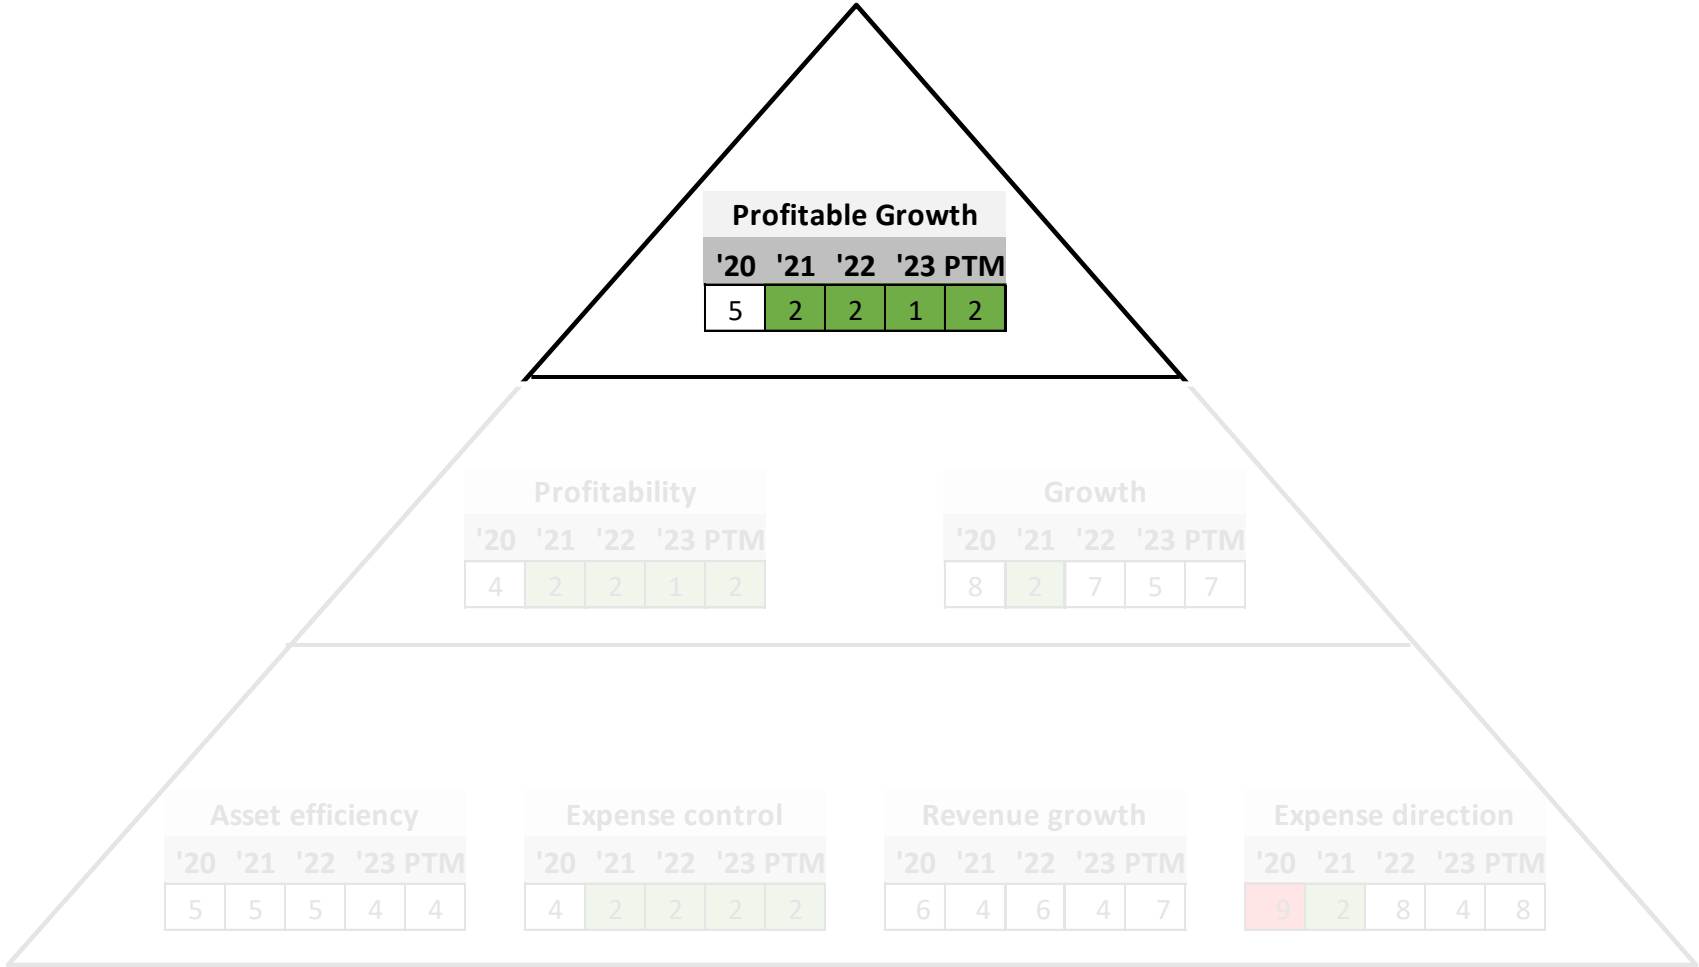 Profitable Growth
'20 '21 '22 '23 PTM
5 2 2 1 2
Profitability Growth
'20 '21 '22 '23 PTM '20 '21 '22 '23 PTM
4 2 2 1 2 8 2 7 5 7
Asset efficiency Expense control Revenue growth Expense direction
'20 '21 '22 '23 PTM '20 '21 '22 '23 PTM '20 '21 '22 '23 PTM '20 '21 '22 '23 PTM
5 5 5 4 4 4 2 2 2 2 6 4 6 4 7 9 2 8 4 8